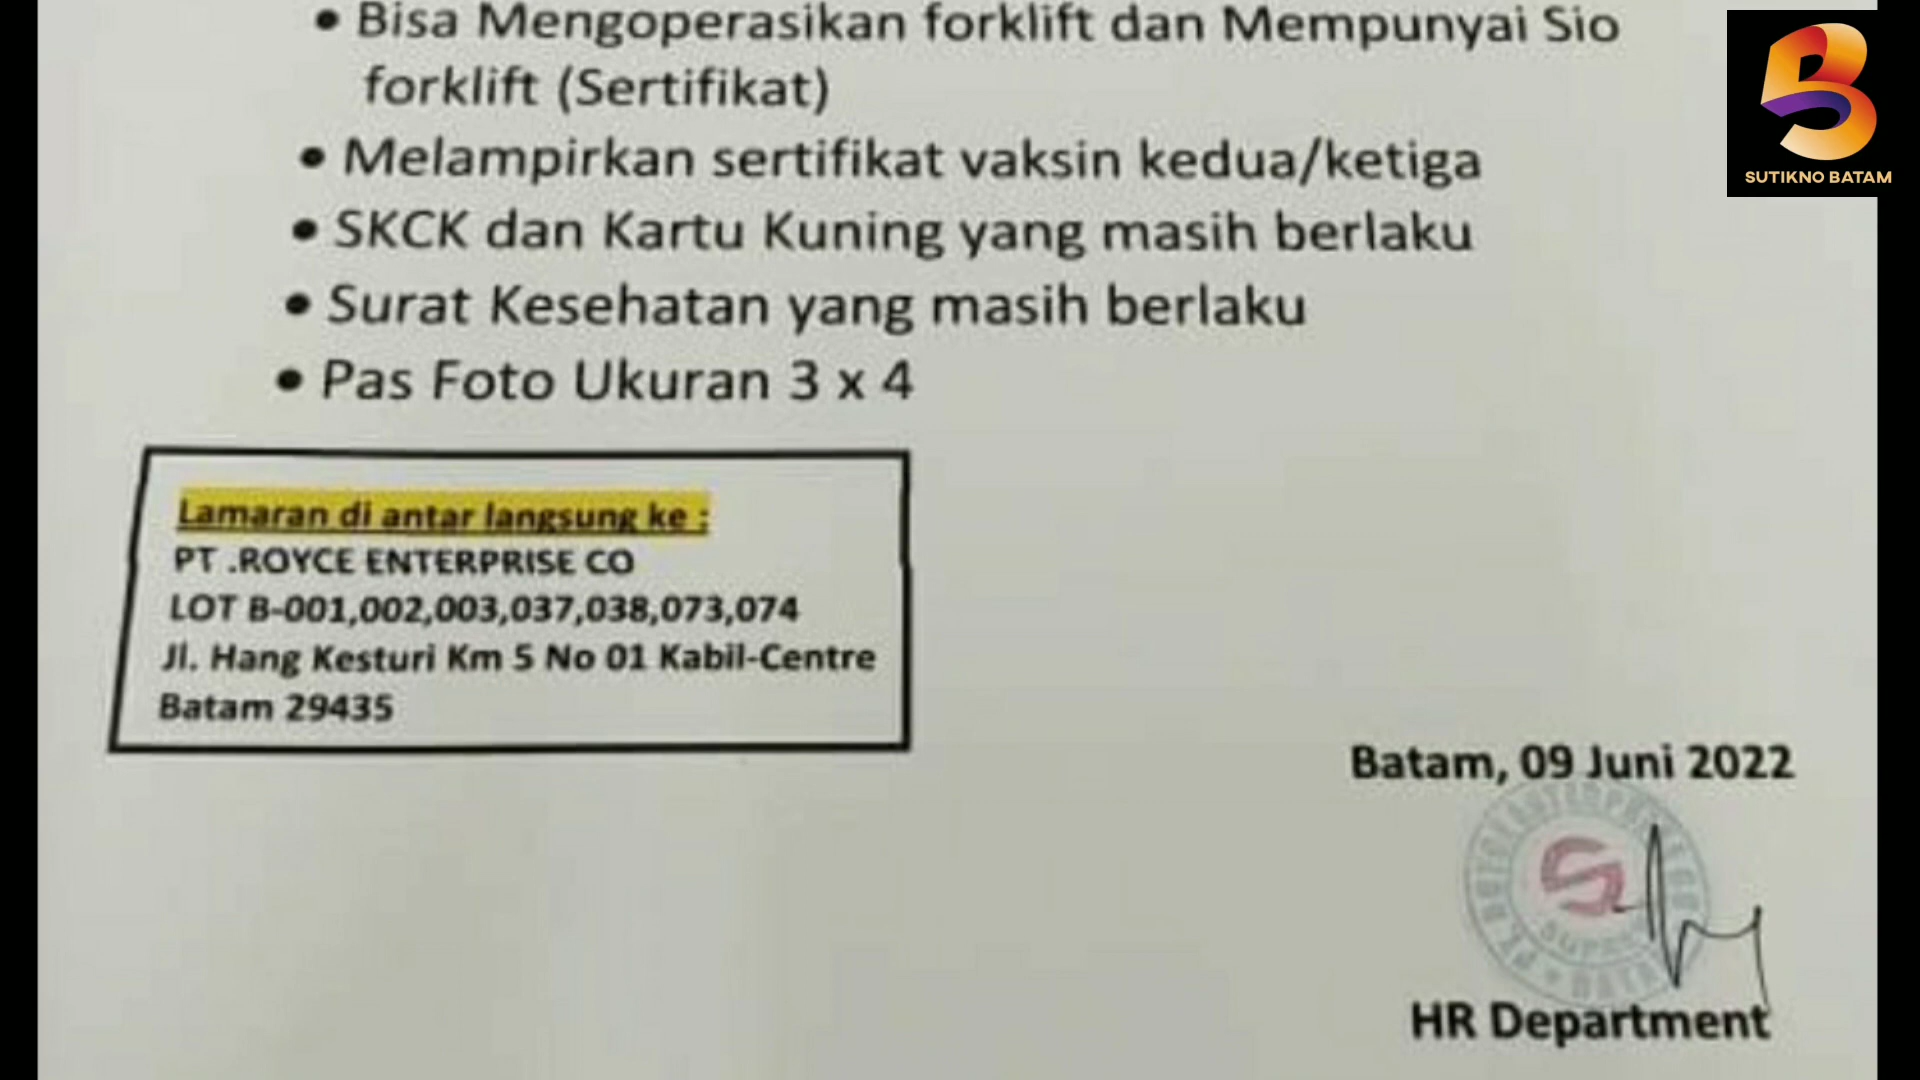 • Bisa Mengoperasikan forklift dan Mempunyai Sio
forklift (Sertifikat)
• Melampirkan sertifikat vaksin kedua/ketiga
• SKCK dan Kartu Kuning yang masih berlaku
• Surat Kesehatan yang masih berlaku
• Pas Foto Ukuran 3 x 4
SUTIKNO BATAM
Lamaran di antar langsung ke :
PT .ROYCE ENTERPRISE CO
LOT B-001,002,003,037,038,073,074
Jl. Hang Kesturi Km 5 No 01 Kabil-Centre
Batam 29435
Batam, 09 Juni 2022
HR Department